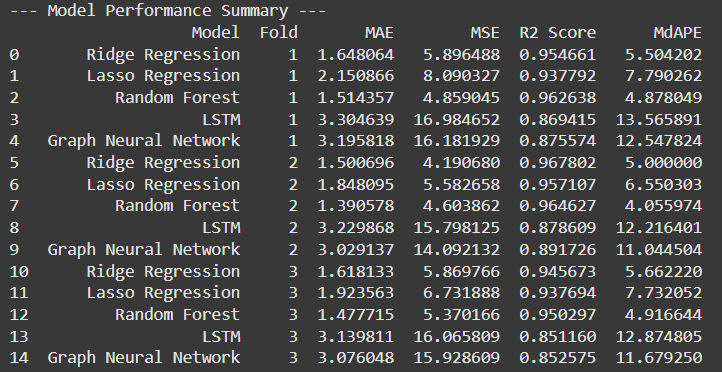 --- Model Performance Summary ---
Model Fold MAE MSE R2 Score MdAPE
0 Ridge Regression 1 1.648064 5.896488 0.954661 5.504202
1 Lasso Regression 1 2.150866 8.090327 0.937792 7.790262
2 Random Forest 1 1.514357 4.859045 0.962638 4.878049
3 LSTM 1 3.304639 16.984652 0.869415 13.565891
4 Graph Neural Network 1 3.195818 16.181929 0.875574 12.547824
5 Ridge Regression 2 1.500696 4.190680 0.967802 5.000000
6 Lasso Regression 2 1.848095 5.582658 0.957107 6.550303
7 Random Forest 2 1.390578 4.603862 0.964627 4.055974
8 LSTM 2 3.229868 15.798125 0.878609 12.216401
9 Graph Neural Network 2 3.029137 14.092132 0.891726 11.044504
10 Ridge Regression 3 1.618133 5.869766 0.945673 5.662220
11 Lasso Regression 3 1.923563 6.731888 0.937694 7.732052
12 Random Forest 3 1.477715 5.370166 0.950297 4.916644
13 LSTM 3 3.139811 16.065809 0.851160 12.874805
14 Graph Neural Network 3 3.076048 15.928609 0.852575 11.679250